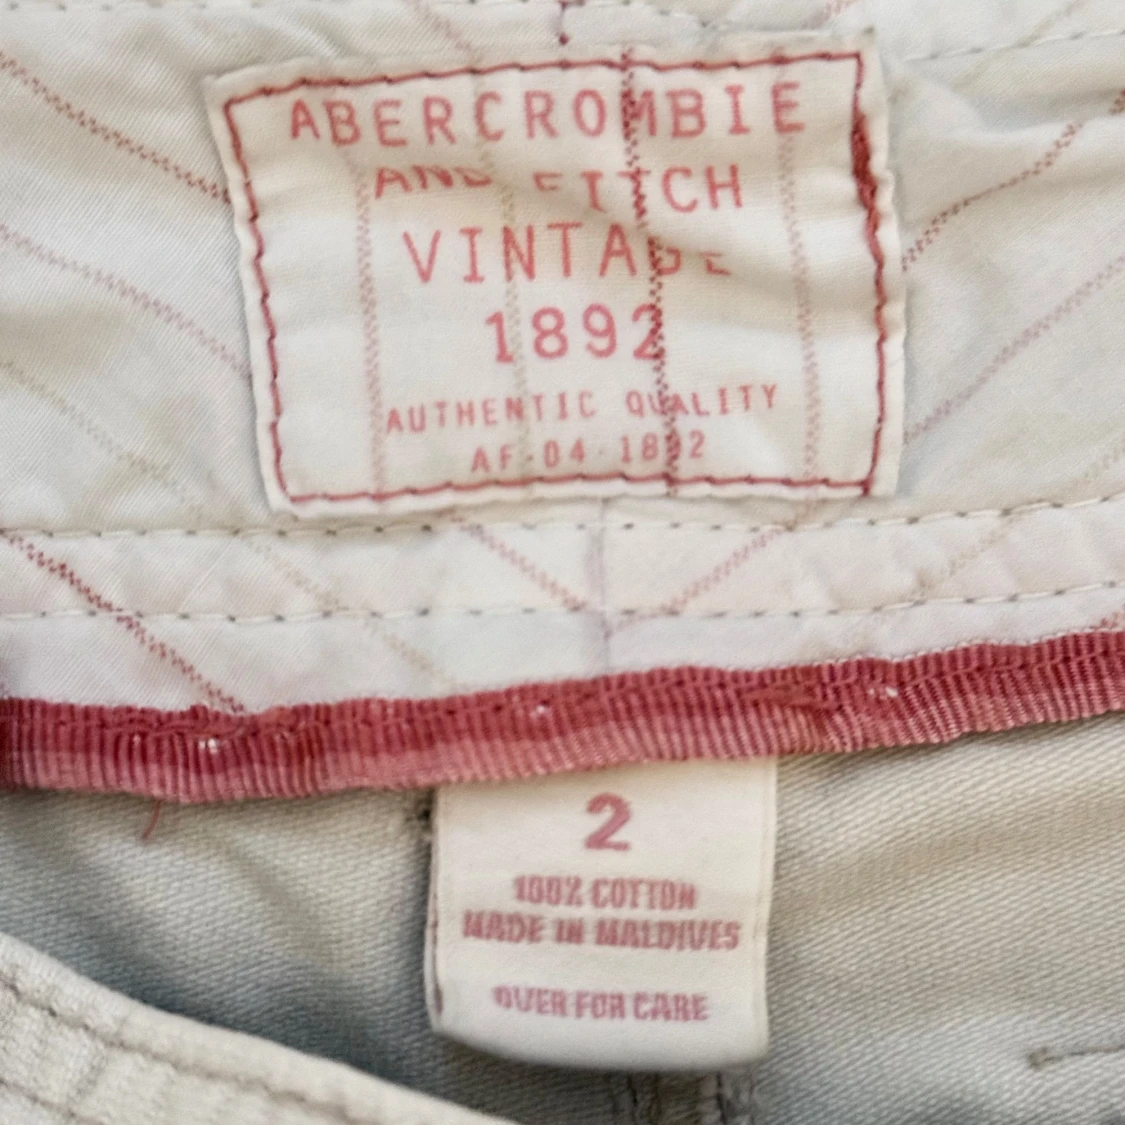 ABERCROMBIE
AND FITCH
VINTAGE
1892
AUTHENTIC QUALITY
AF-04-1892
2
100% COTTON
MADE IN MALDIVES
OVER FOR CARE